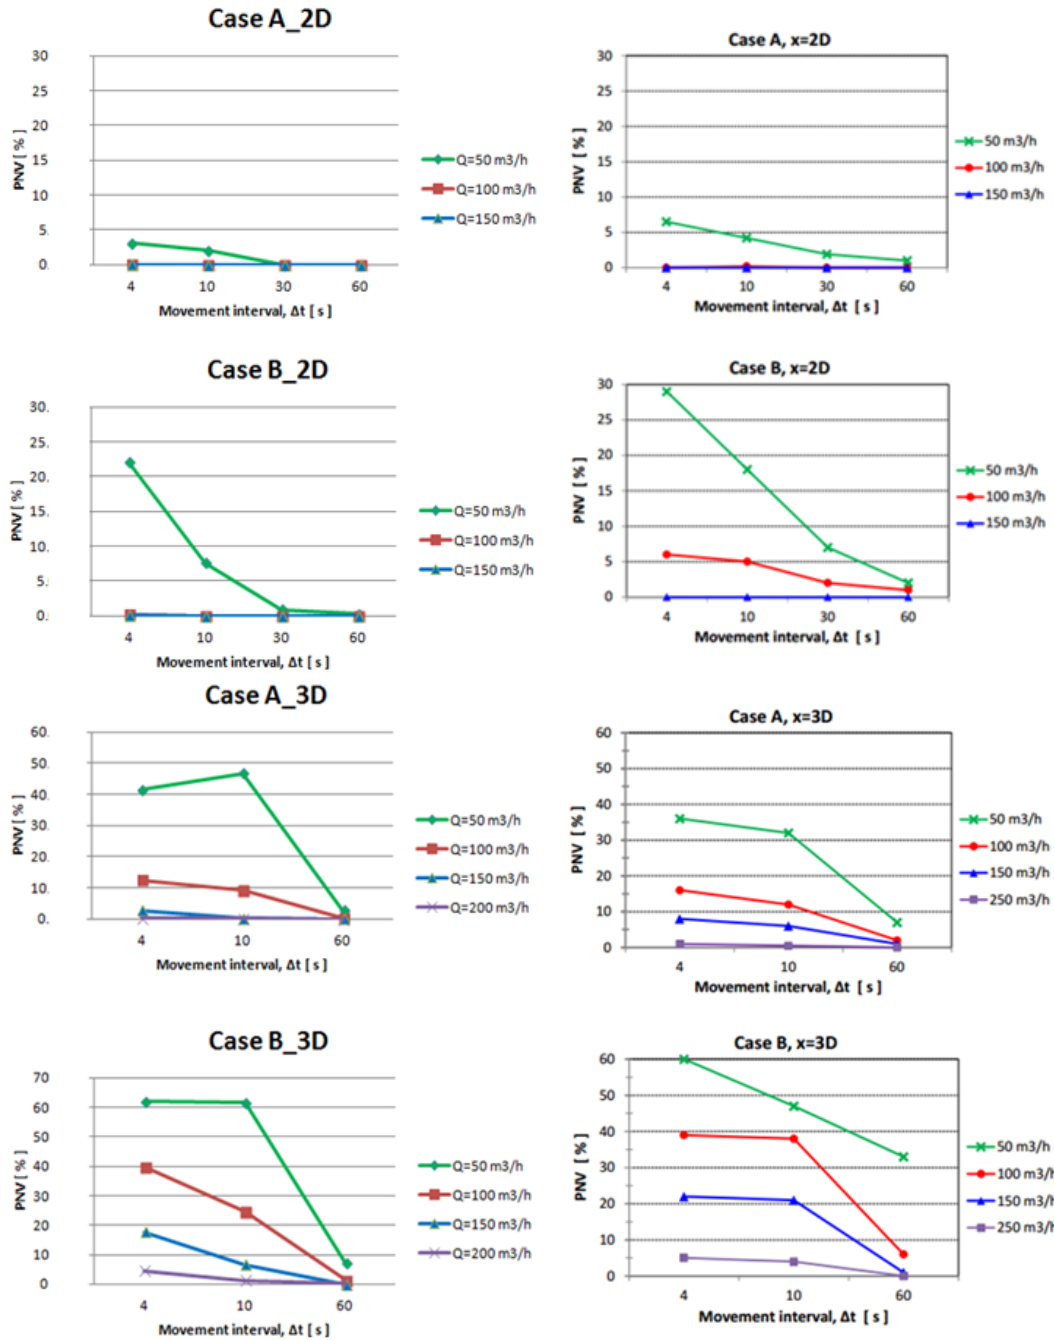 Case A_2D
30
25
20
15
10
5
0.
PNV [ % ]
4 10 30 60
Movement interval, Δt [ s ]
Q=50 m3/h
Q=100 m3/h
Q=150 m3/h
Case A, x=2D
30
25
20
15
10
5
0
PNV [ % ]
4 10 30 60
Movement interval, Δt [ s ]
50 m3/h
100 m3/h
150 m3/h
Case B_2D
30.
25.
20.
15.
10.
5.
0.
PNV [ % ]
4 10 30 60
Movement interval, Δt [ s ]
Q=50 m3/h
Q=100 m3/h
Q=150 m3/h
Case B, x=2D
30
25
20
15
10
5
0
PNV [ % ]
4 10 30 60
Movement interval, Δt [ s ]
50 m3/h
100 m3/h
150 m3/h
Case A_3D
60.
50.
40.
30.
20.
10.
0.
PNV [ % ]
4 10 60
Movement interval, Δt [ s ]
Q=50 m3/h
Q=100 m3/h
Q=150 m3/h
Q=200 m3/h
Case A, x=3D
60
50
40
30
20
10
0
PNV [ % ]
4 10 60
Movement interval, Δt [ s ]
50 m3/h
100 m3/h
150 m3/h
250 m3/h
Case B_3D
70
60
50
40
30
20
10
0
PNV [ % ]
4 10 60
Movement interval, Δt [ s ]
Q=50 m3/h
Q=100 m3/h
Q=150 m3/h
Q=200 m3/h
Case B, x=3D
60
50
40
30
20
10
0
PNV [ % ]
4 10 60
Movement interval, Δt [ s ]
50 m3/h
100 m3/h
150 m3/h
250 m3/h